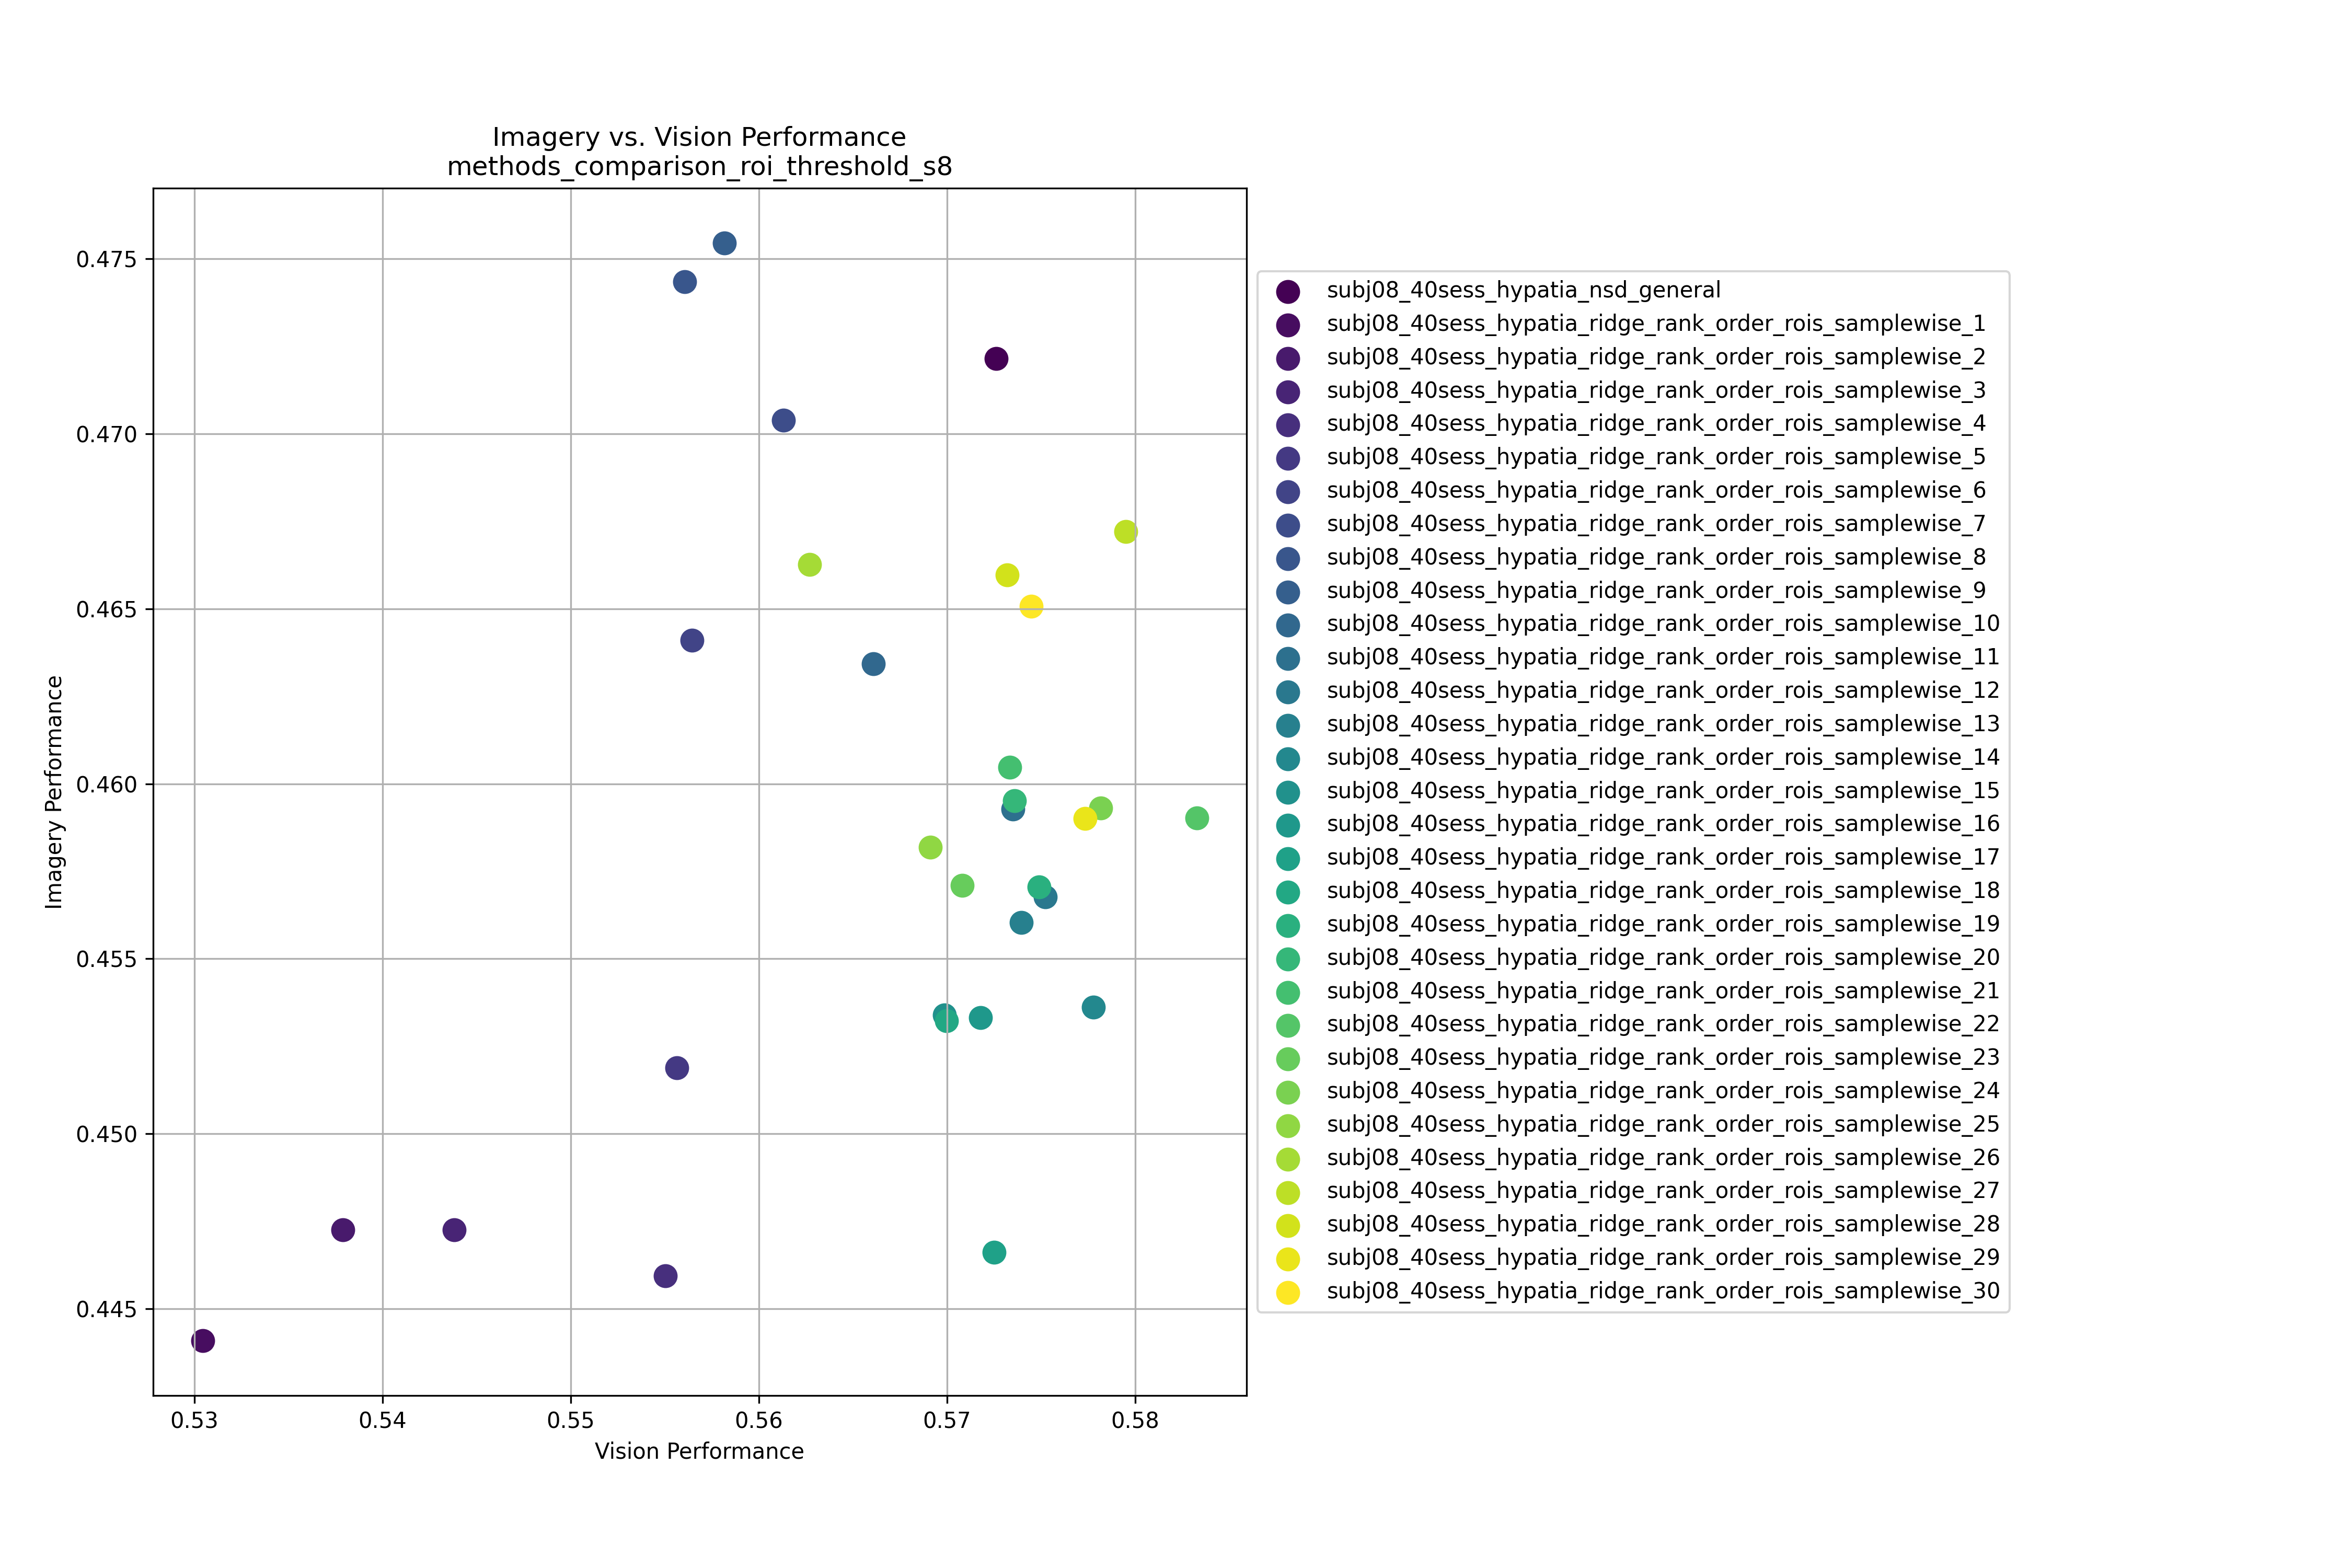 Imagery vs. Vision Performance
methods_comparison_roi_threshold_s8
0.475
0.470
0.465
0.460
0.455
0.450
0.445
Imagery Performance
0.53 0.54 0.55 0.56 0.57 0.58
Vision Performance
subj08_40sess_hypatia_nsd_general
subj08_40sess_hypatia_ridge_rank_order_rois_samplewise_1
subj08_40sess_hypatia_ridge_rank_order_rois_samplewise_2
subj08_40sess_hypatia_ridge_rank_order_rois_samplewise_3
subj08_40sess_hypatia_ridge_rank_order_rois_samplewise_4
subj08_40sess_hypatia_ridge_rank_order_rois_samplewise_5
subj08_40sess_hypatia_ridge_rank_order_rois_samplewise_6
subj08_40sess_hypatia_ridge_rank_order_rois_samplewise_7
subj08_40sess_hypatia_ridge_rank_order_rois_samplewise_8
subj08_40sess_hypatia_ridge_rank_order_rois_samplewise_9
subj08_40sess_hypatia_ridge_rank_order_rois_samplewise_10
subj08_40sess_hypatia_ridge_rank_order_rois_samplewise_11
subj08_40sess_hypatia_ridge_rank_order_rois_samplewise_12
subj08_40sess_hypatia_ridge_rank_order_rois_samplewise_13
subj08_40sess_hypatia_ridge_rank_order_rois_samplewise_14
subj08_40sess_hypatia_ridge_rank_order_rois_samplewise_15
subj08_40sess_hypatia_ridge_rank_order_rois_samplewise_16
subj08_40sess_hypatia_ridge_rank_order_rois_samplewise_17
subj08_40sess_hypatia_ridge_rank_order_rois_samplewise_18
subj08_40sess_hypatia_ridge_rank_order_rois_samplewise_19
subj08_40sess_hypatia_ridge_rank_order_rois_samplewise_20
subj08_40sess_hypatia_ridge_rank_order_rois_samplewise_21
subj08_40sess_hypatia_ridge_rank_order_rois_samplewise_22
subj08_40sess_hypatia_ridge_rank_order_rois_samplewise_23
subj08_40sess_hypatia_ridge_rank_order_rois_samplewise_24
subj08_40sess_hypatia_ridge_rank_order_rois_samplewise_25
subj08_40sess_hypatia_ridge_rank_order_rois_samplewise_26
subj08_40sess_hypatia_ridge_rank_order_rois_samplewise_27
subj08_40sess_hypatia_ridge_rank_order_rois_samplewise_28
subj08_40sess_hypatia_ridge_rank_order_rois_samplewise_29
subj08_40sess_hypatia_ridge_rank_order_rois_samplewise_30